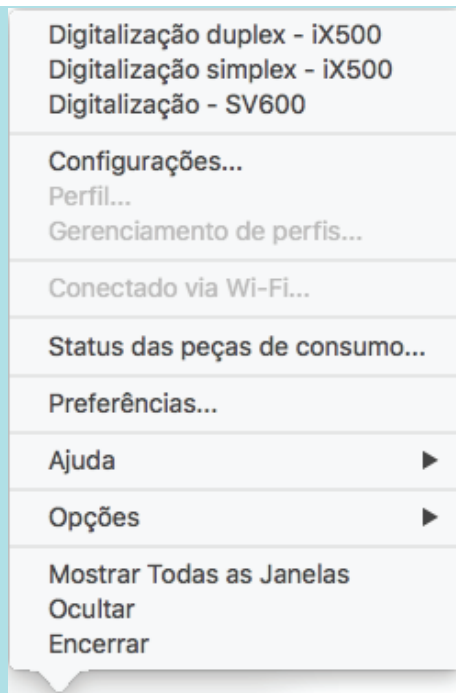 Digitalização duplex - iX500
Digitalização simplex - iX500
Digitalização - SV600
Configurações...
Perfil...
Gerenciamento de perfis...
Conectado via Wi-Fi...
Status das peças de consumo...
Preferências...
Ajuda
Opções
Mostrar Todas as Janelas
Ocultar
Encerrar